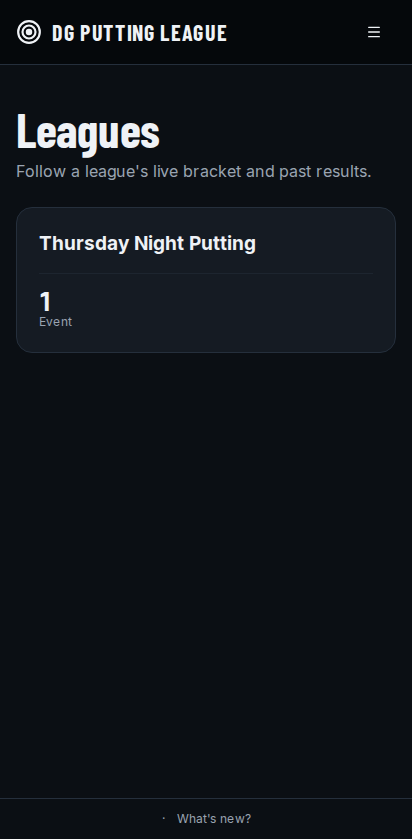 DG PUTTING LEAGUE
Leagues
Follow a league's live bracket and past results.
Thursday Night Putting
1
Event
· What's new?